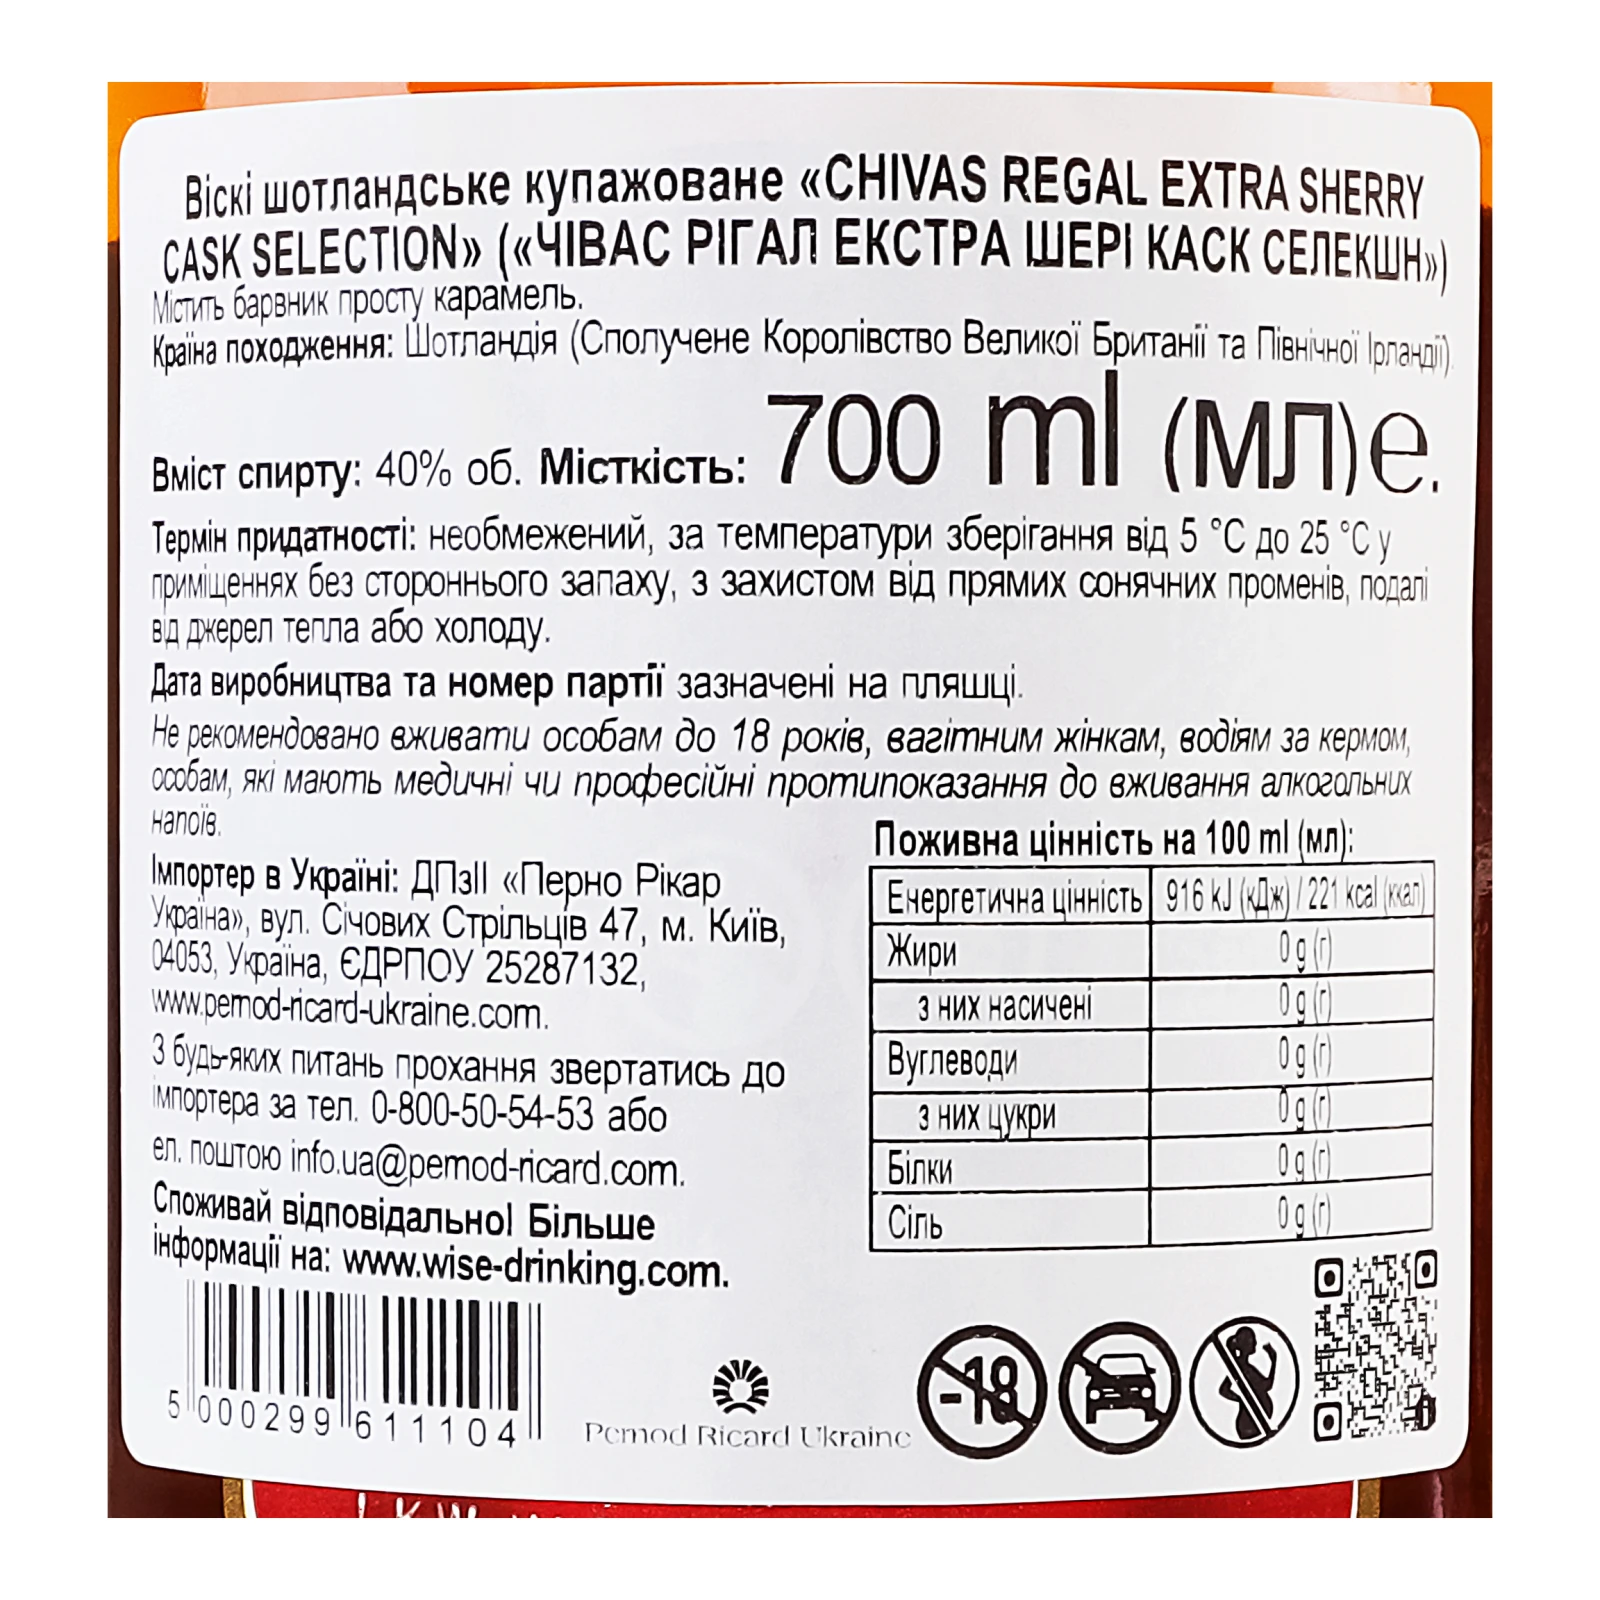 Віскі шотландське купажоване «CHIVAS REGAL EXTRA SHERRY
CASK SELECTION» («ЧІВАС РІГАЛ ЕКСТРА ШЕРІ КАСК СЕЛЕКШН»)
Містить барвник просту карамель.
Країна походження: Шотландія (Сполучене Королівство Великої Британії та Північної Ірландії).
Вміст спирту: 40% об. Місткість: 700 ml (МЛ)е.
Термін придатності: необмежений, за температури зберігання від 5 °С до 25 °С у
приміщеннях без стороннього запаху, з захистом від прямих сонячних променів, подалі
від джерел тепла або холоду.
Дата виробництва та номер партії зазначені на пляшці.
Не рекомендовано вживати особам до 18 років, вагітним жінкам, водіям за кермом,
особам, які мають медичні чи професійні протипоказання до вживання алкогольних
напоїв.
Імпортер в Україні: ДПзІІ «Перно Рікар
Україна», вул. Січових Стрільців 47, м. Київ,
04053, Україна, ЄДРПОУ 25287132,
www.pernod-ricard-ukraine.com.
З будь-яких питань прохання звертатись до
імпортера за тел. 0-800-50-54-53 або
ел. поштою info.ua@pernod-ricard.com.
Споживай відповідально! Більше
інформації на: www.wise-drinking.com.
Поживна цінність на 100 ml (мл):
Енергетична цінність 916 kJ (кДж) / 221 kcal (ккал)
Жири 0 g (г)
з них насичені 0 g (г)
Вуглеводи 0 g (г)
з них цукри 0 g (г)
Білки 0 g (г)
Сіль 0 g (г)
5 000299 611104
Pernod Ricard Ukraine
-18